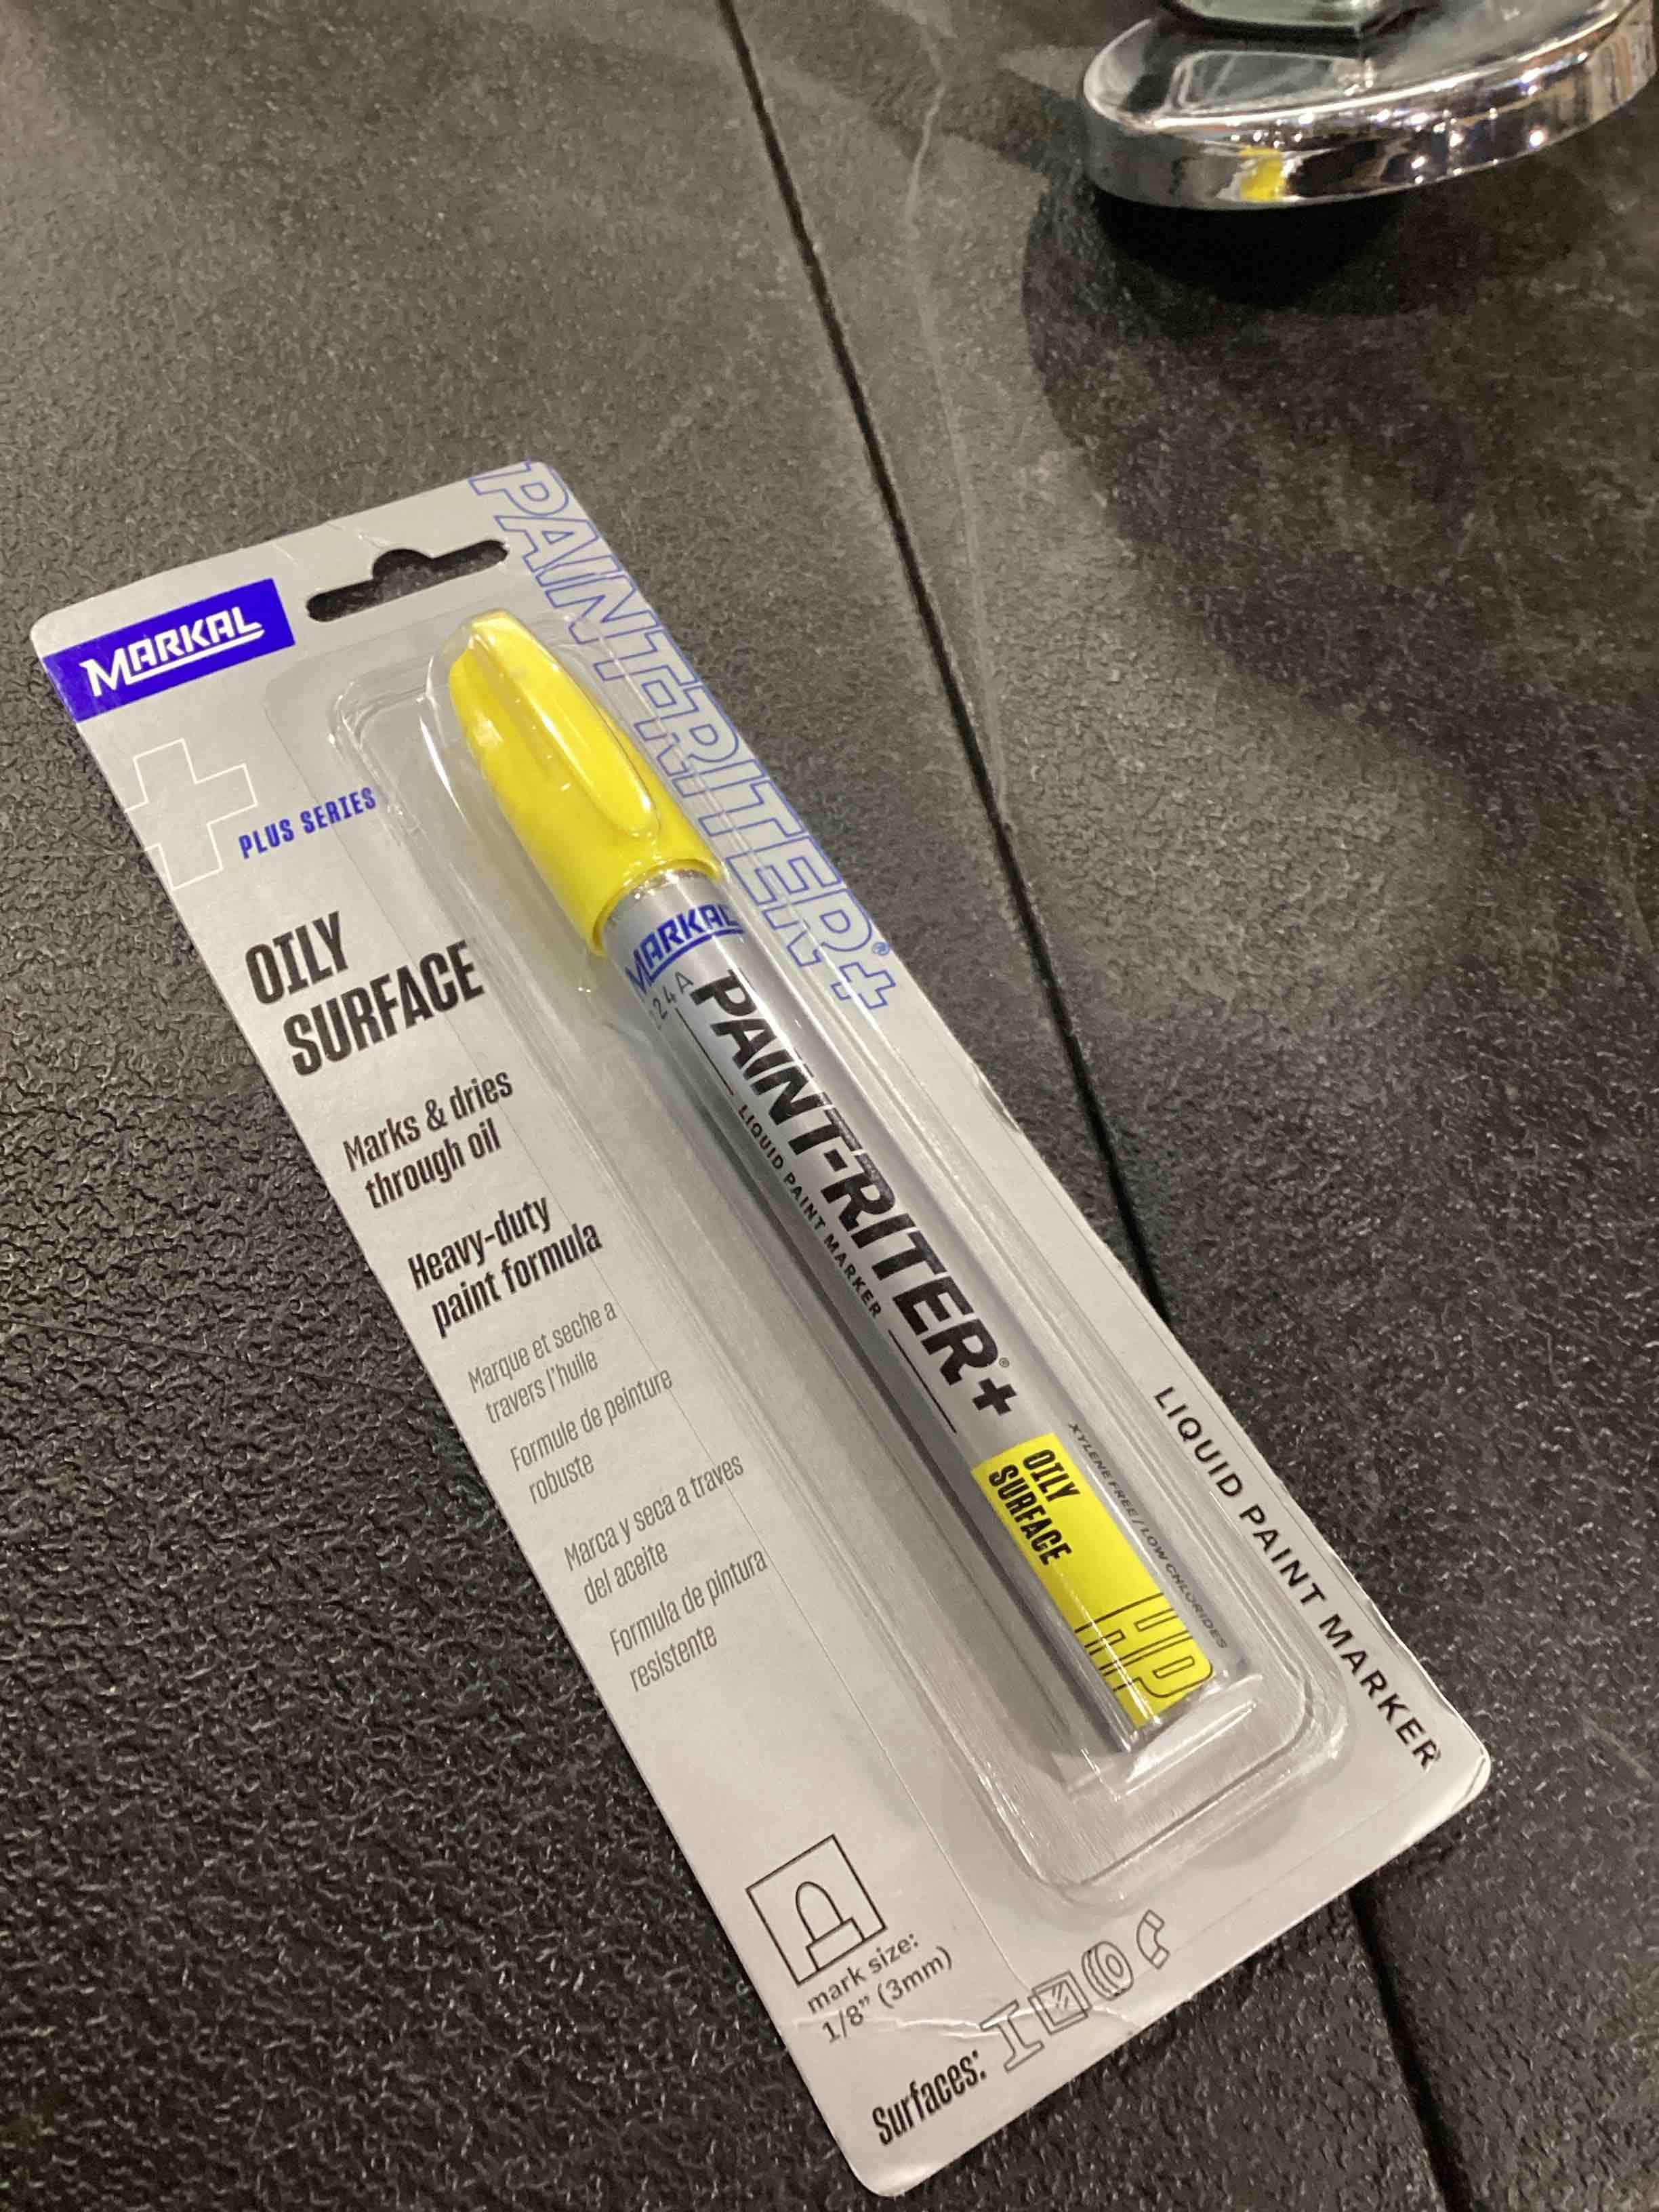 MARKAL
PAINT-RITER+®
PLUS SERIES
OILY
SURFACE
Marks & dries
through oil
Heavy-duty
paint formula
Marque et seche a
travers l'huile
Formule de peinture
robuste
Marca y seca a traves
del aceite
Formula de pintura
resistente
MARKAL
24A
PAINT-RITER+®
LIQUID PAINT MARKER
OILY
SURFACE
HP
XYLENE FREE / LOW CHLORIDES
LIQUID PAINT MARKER
mark size:
1/8" (3mm)
Surfaces: